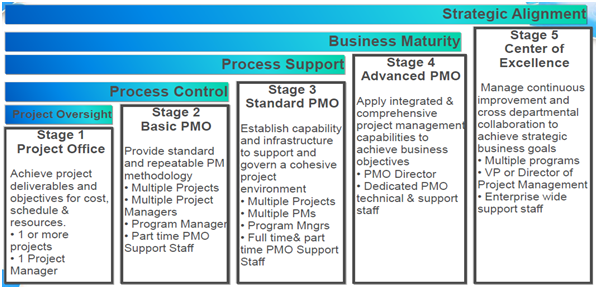 Strategic Alignment
Business Maturity
Process Support
Process Control
Project Oversight
Stage 1
Project Office
Achieve project
deliverables and
objectives for cost,
schedule &
resources.
• 1 or more
projects
• 1 Project
Manager
Stage 2
Basic PMO
Provide standard
and repeatable PM
methodology
• Multiple Projects
• Multiple Project
Managers
• Program Manager
• Part time PMO
Support Staff
Stage 3
Standard PMO
Establish capability
and infrastructure
to support and
govern a cohesive
project
environment
• Multiple Projects
• Multiple PMs
• Program Mngrs
• Full time& part
time PMO Support
Staff
Stage 4
Advanced PMO
Apply integrated &
comprehensive
project management
capabilities to
achieve business
objectives
• PMO Director
• Dedicated PMO
technical & support
staff
Stage 5
Center of
Excellence
Manage continuous
improvement and
cross departmental
collaboration to
achieve strategic
business goals
• Multiple programs
• VP or Director of
Project Management
• Enterprise wide
support staff